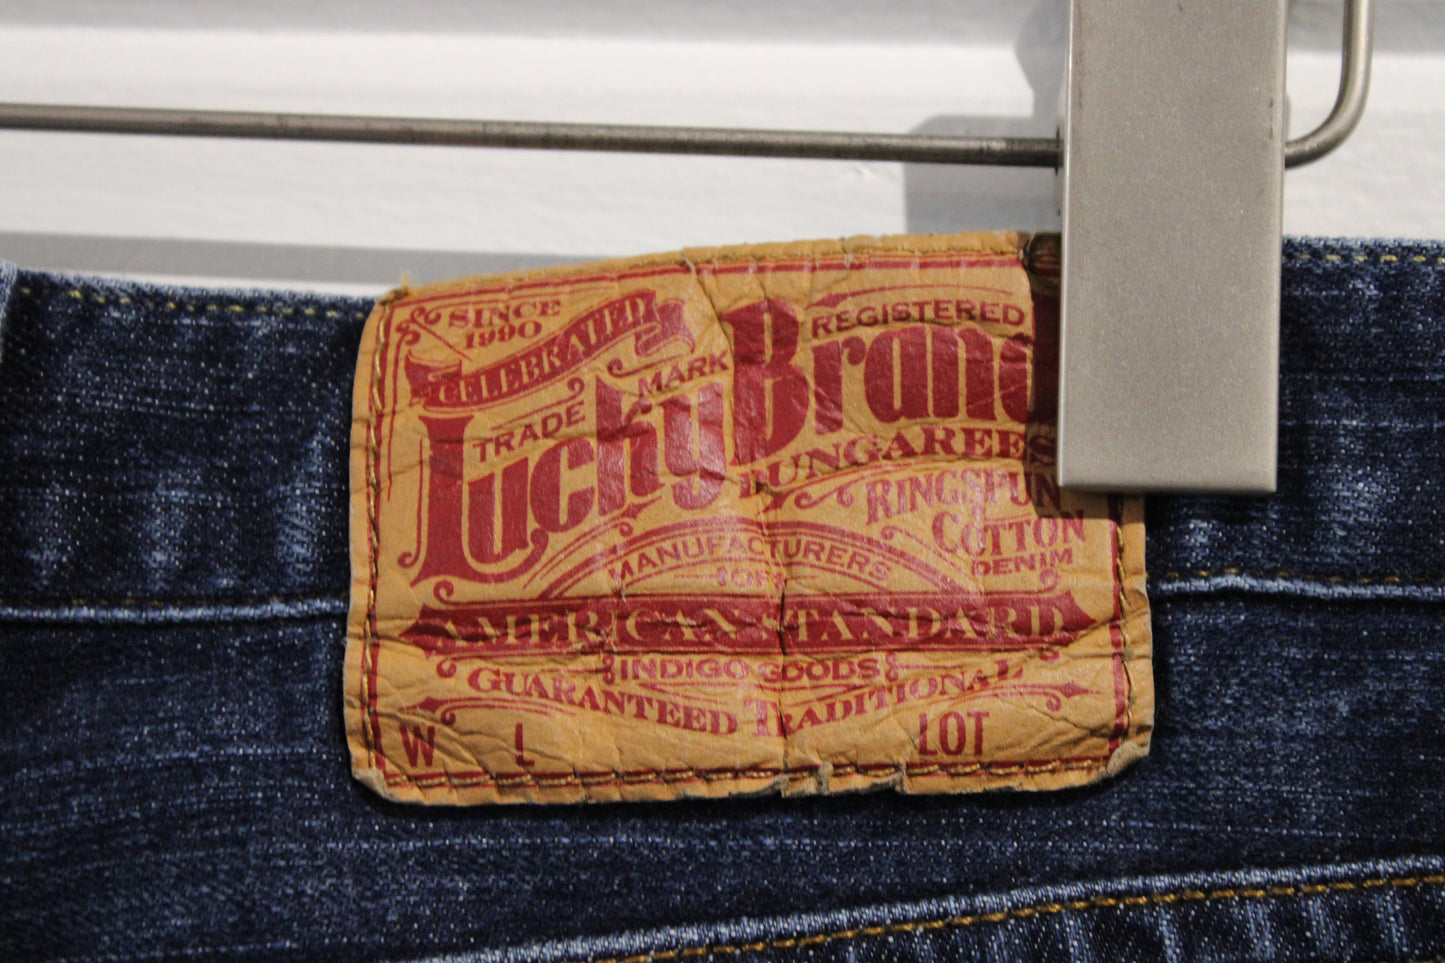 SINCE
1990
CELEBRATED
TRADE MARK
REGISTERED
Lucky Brand
DUNGAREES
RINGSPUN
COTTON
DENIM
MANUFACTURERS
OF
AMERICAN STANDARD
INDIGO GOODS
GUARANTEED TRADITIONAL
W L LOT